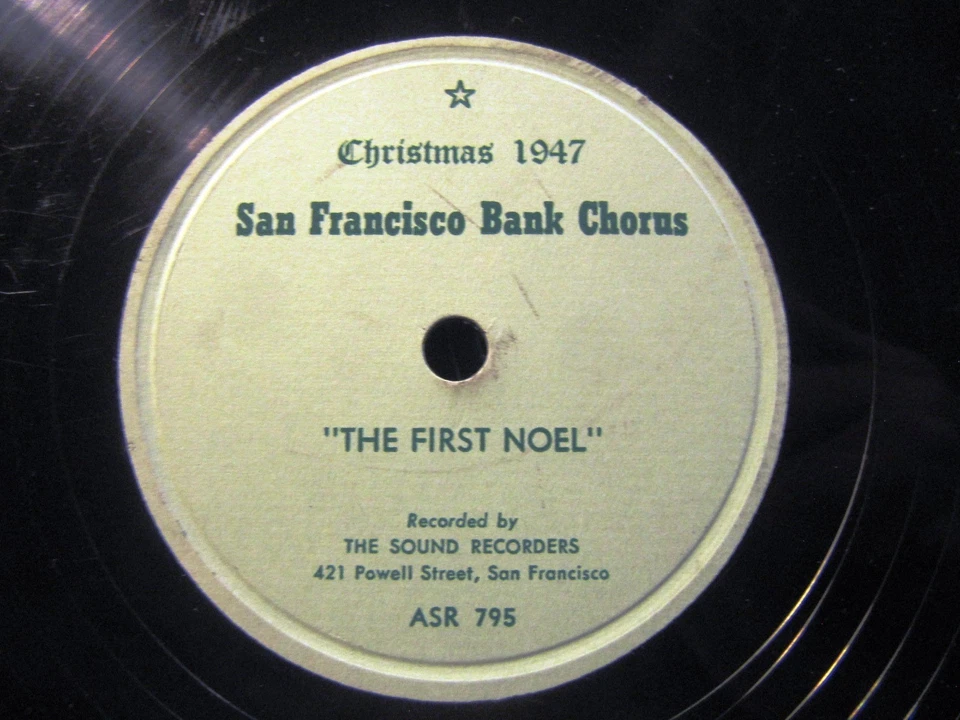 Christmas 1947
San Francisco Bank Chorus
"THE FIRST NOEL"
Recorded by
THE SOUND RECORDERS
421 Powell Street, San Francisco
ASR 795